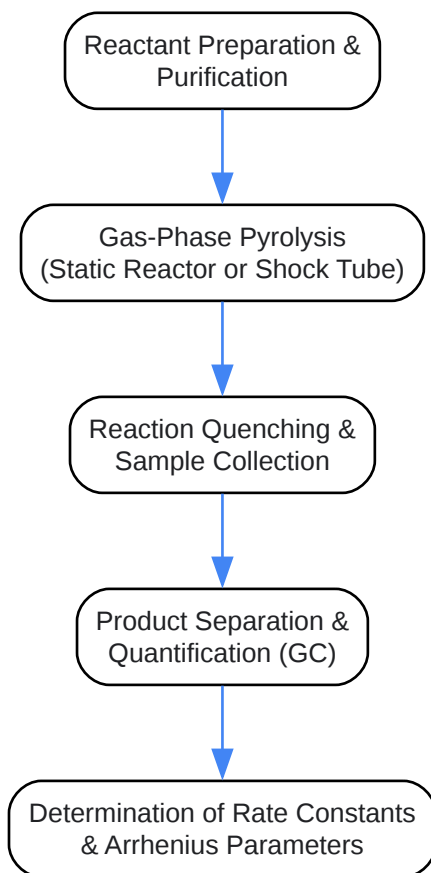 Reactant Preparation &
Purification
Gas-Phase Pyrolysis
(Static Reactor or Shock Tube)
Reaction Quenching &
Sample Collection
Product Separation &
Quantification (GC)
Determination of Rate Constants
& Arrhenius Parameters